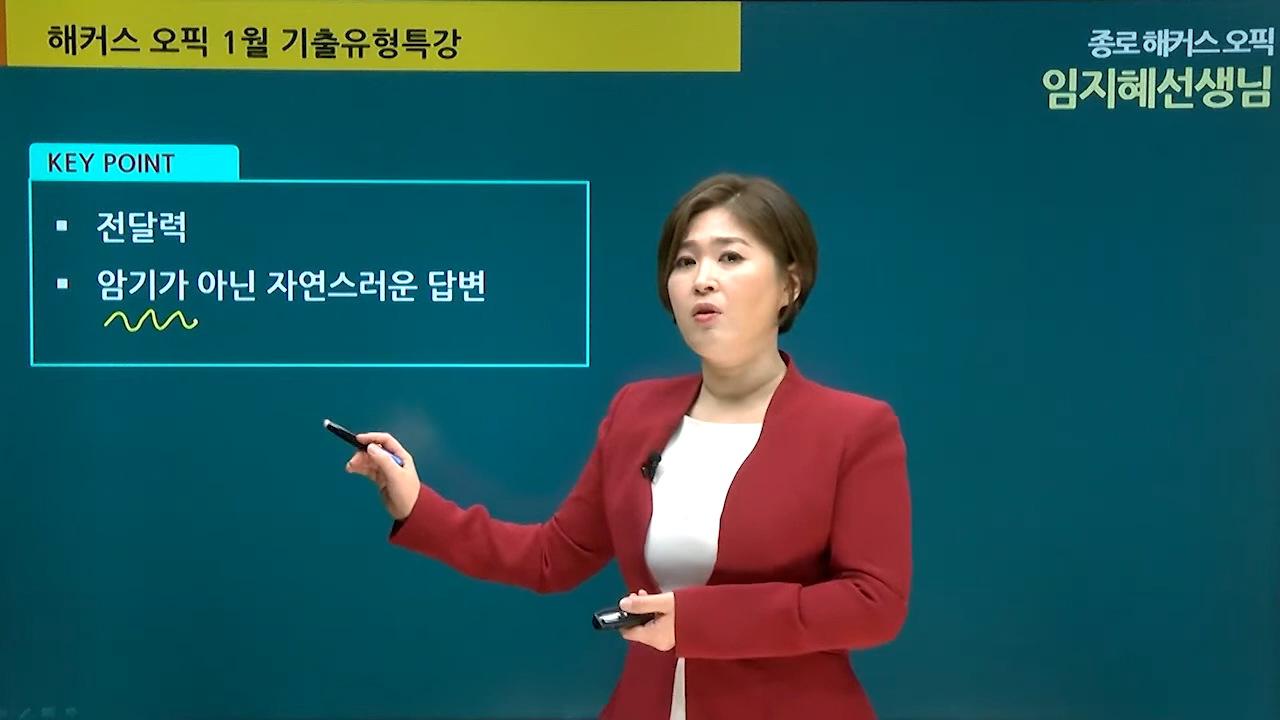 해커스 오픽 1월 기출유형특강
종로 해커스 오픽
임지혜선생님
KEY POINT
▪ 전달력
▪ 암기가 아닌 자연스러운 답변